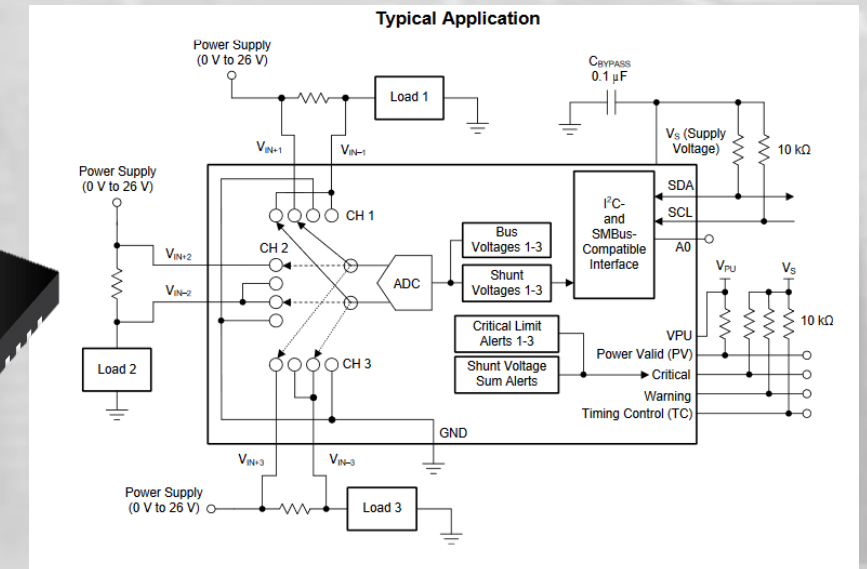 Typical Application
Power Supply
(0 V to 26 V)
Load 1
CBYPASS
0.1 µF
VIN+1
VIN–1
VS (Supply
Voltage)
10 kΩ
Power Supply
(0 V to 26 V)
CH 1
SDA
SCL
A0
I²C-
and
SMBus-
Compatible
Interface
Bus
Voltages 1-3
CH 2
VIN+2
VIN–2
ADC
Shunt
Voltages 1-3
VPU
VS
10 kΩ
Critical Limit
Alerts 1-3
Shunt Voltage
Sum Alerts
VPU
Power Valid (PV)
Critical
Warning
Timing Control (TC)
Load 2
CH 3
GND
VIN+3
VIN–3
Power Supply
(0 V to 26 V)
Load 3